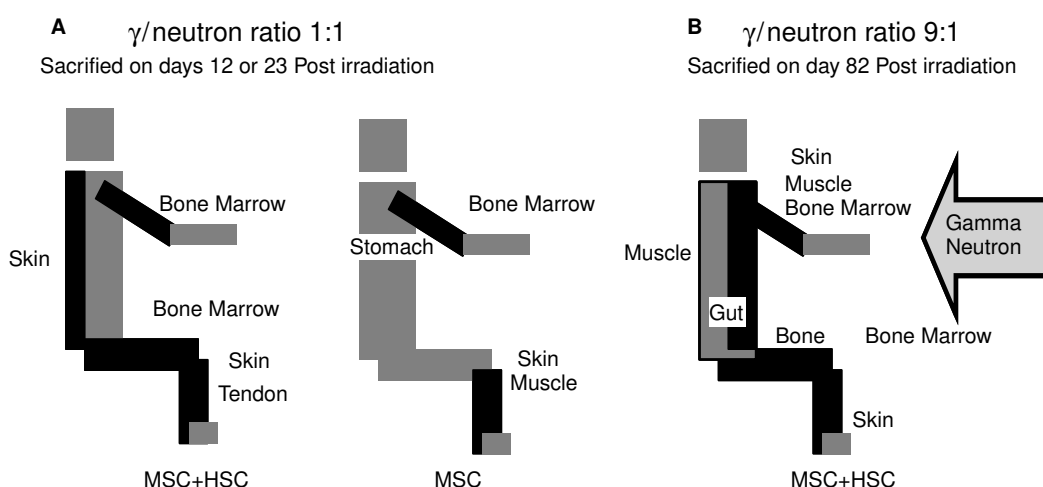 A γ/neutron ratio 1:1
Sacrified on days 12 or 23 Post irradiation
Bone Marrow
Skin
Bone Marrow
Skin
Tendon
MSC+HSC
Bone Marrow
Stomach
Skin
Muscle
MSC
B γ/neutron ratio 9:1
Sacrified on day 82 Post irradiation
Skin
Muscle
Bone Marrow
Muscle
Gamma
Neutron
Gut
Bone
Bone Marrow
Skin
MSC+HSC